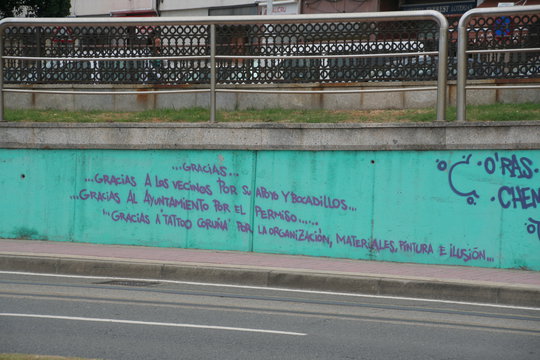 ...GRACIAS...
...GRACIAS A LOS VECINOS POR SU APOYO Y BOCADILLOS...
...GRACIAS AL AYUNTAMIENTO POR EL PERMISO......
...GRACIAS A "TATTOO CORUÑA" POR LA ORGANIZACIÓN, MATERIALES, PINTURA E ILUSIÓN...
O'RAS
CHEN